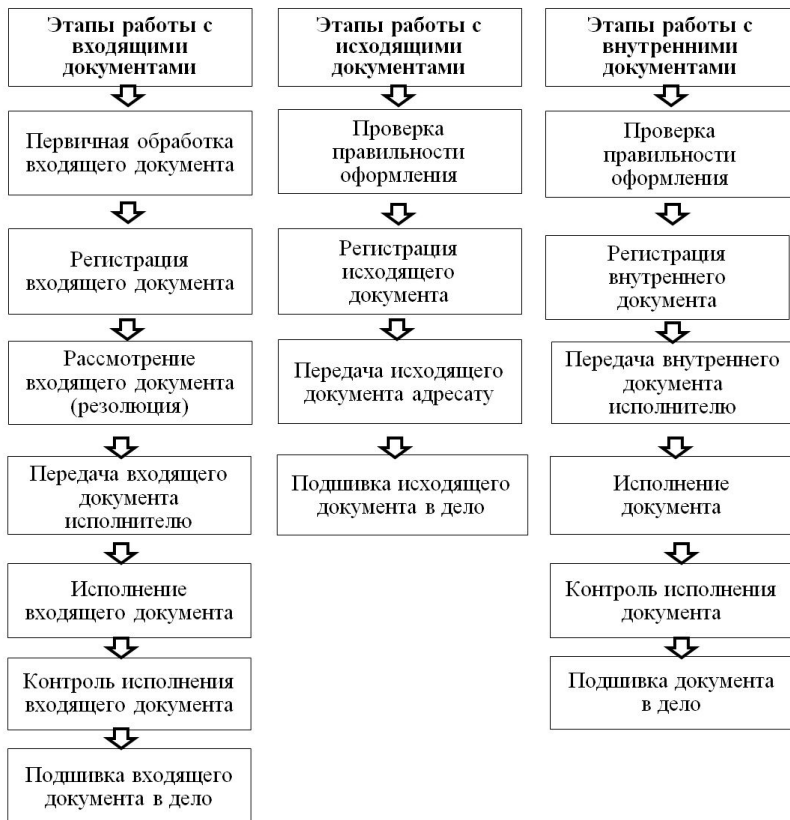 Этапы работы с
входящими
документами
Первичная обработка
входящего документа
Регистрация
входящего документа
Рассмотрение
входящего документа
(резолюция)
Передача входящего
документа
исполнителю
Исполнение
входящего документа
Контроль исполнения
входящего документа
Подшивка входящего
документа в дело
Этапы работы с
исходящими
документами
Проверка
правильности
оформления
Регистрация
исходящего
документа
Передача исходящего
документа адресату
Подшивка исходящего
документа в дело
Этапы работы с
внутренними
документами
Проверка
правильности
оформления
Регистрация
внутреннего
документа
Передача внутреннего
документа
исполнителю
Исполнение
документа
Контроль исполнения
документа
Подшивка документа
в дело